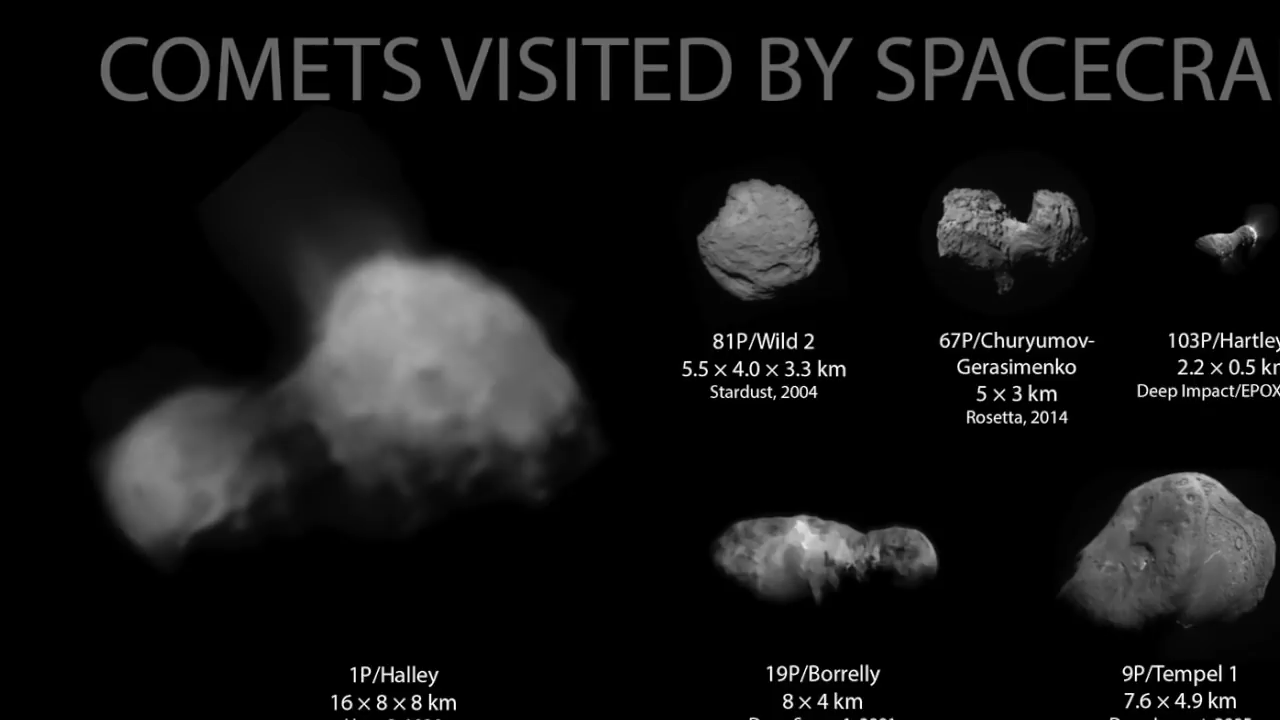 COMETS VISITED BY SPACECRA
81P/Wild 2
5.5 × 4.0 × 3.3 km
Stardust, 2004
67P/Churyumov-
Gerasimenko
5 × 3 km
Rosetta, 2014
103P/Hartley
2.2 × 0.5 km
Deep Impact/EPOX
1P/Halley
16 × 8 × 8 km
19P/Borrelly
8 × 4 km
9P/Tempel 1
7.6 × 4.9 km